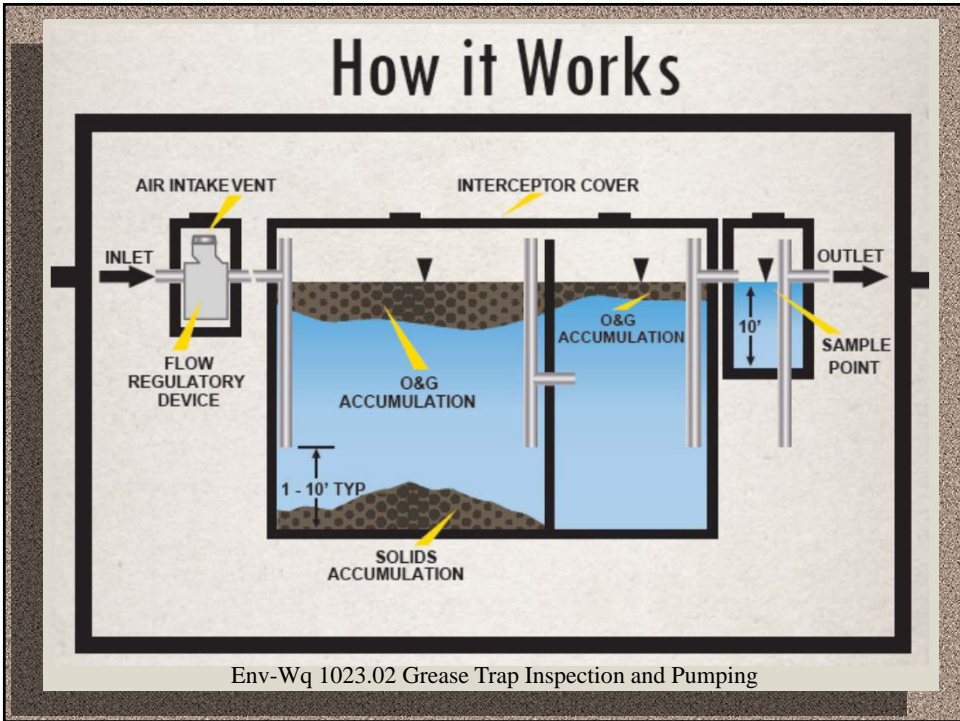 How it Works
AIR INTAKE VENT
INTERCEPTOR COVER
INLET
OUTLET
FLOW
REGULATORY
DEVICE
O&G
ACCUMULATION
O&G
ACCUMULATION
10'
SAMPLE
POINT
1 - 10' TYP
SOLIDS
ACCUMULATION
Env-Wq 1023.02 Grease Trap Inspection and Pumping